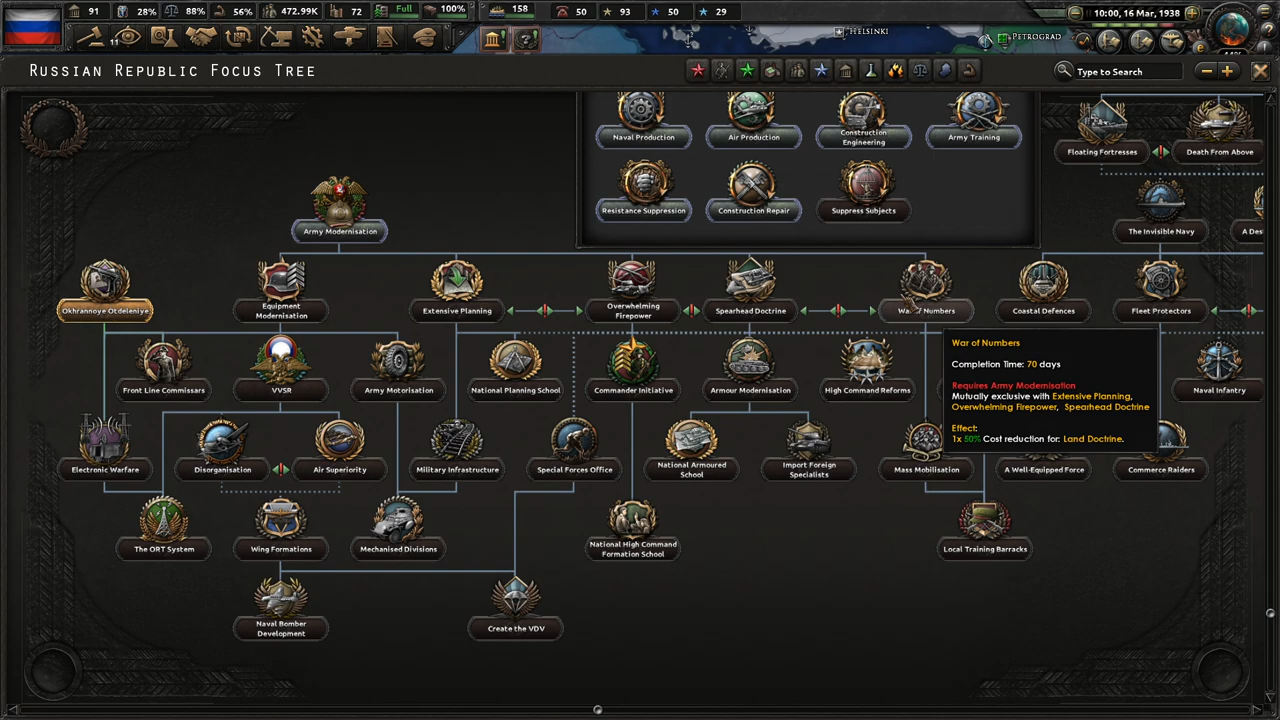 91 28% 88% 56% 472.99K 72 Full 100% 158 50 93 50 29 10:00, 16 Mar, 1938
11
HELSINKI
PETROGRAD
44%
RUSSIAN REPUBLIC FOCUS TREE
Type to Search
Naval Production
Air Production
Construction
Engineering
Army Training
Floating Fortresses
Death From Above
Resistance Suppression
Construction Repair
Suppress Subjects
Army Modernisation
The Invisible Navy
A Des
Okhrannoye Otdeleniye
Equipment
Modernisation
Extensive Planning
Overwhelming
Firepower
Spearhead Doctrine
War of Numbers
Coastal Defences
Fleet Protectors
War of Numbers
Completion Time: 70 days
Requires Army Modernisation
Mutually exclusive with Extensive Planning,
Overwhelming Firepower, Spearhead Doctrine
Effect:
1x 50% Cost reduction for: Land Doctrine.
Front Line Commissars
VVSR
Army Motorisation
National Planning School
Commander Initiative
Armour Modernisation
High Command Reforms
Naval Infantry
Electronic Warfare
Disorganisation
Air Superiority
Military Infrastructure
Special Forces Office
National Armoured
School
Import Foreign
Specialists
Mass Mobilisation
A Well-Equipped Force
Commerce Raiders
The ORT System
Wing Formations
Mechanised Divisions
National High Command
Formation School
Local Training Barracks
Naval Bomber
Development
Create the VDV